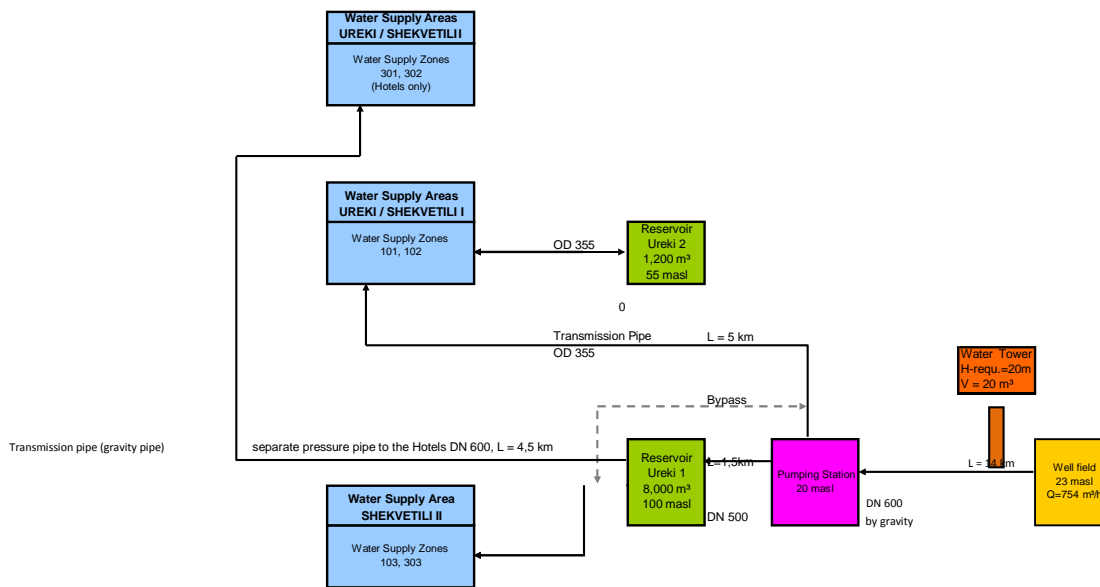 Water Supply Areas
UREKI / SHEKVETILI I
Water Supply Zones
301, 302
(Hotels only)
Water Supply Areas
UREKI / SHEKVETILI I
Water Supply Zones
101, 102
OD 355
Reservoir
Ureki 2
1,200 m³
55 masl
0
Transmission Pipe
L = 5 km
OD 355
Water Tower
H-requ.=20m
V = 20 m³
Bypass
Transmission pipe (gravity pipe)
separate pressure pipe to the Hotels DN 600, L = 4,5 km
Reservoir
Ureki 1
8,000 m³
100 masl
L=1,5km
DN 500
Pumping Station
20 masl
L = 14 km
DN 600
by gravity
Well field
23 masl
Q=754 m³/h
Water Supply Area
SHEKVETILI II
Water Supply Zones
103, 303